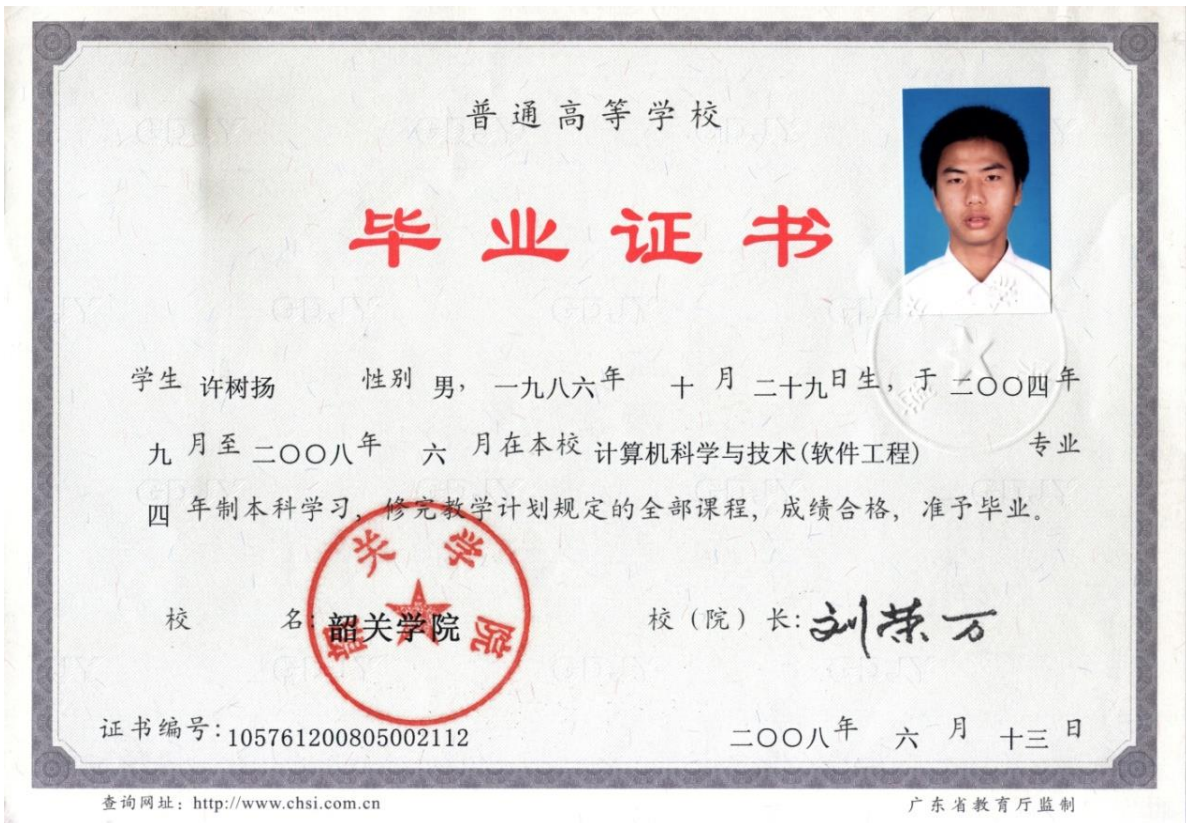 普通高等学校
毕业证书
学生 许树扬 性别 男， 一九八六年 十 月 二十九日生，于 二〇〇四年
九 月至 二〇〇八年 六 月在本校 计算机科学与技术(软件工程) 专业
四 年制本科学习，修完教学计划规定的全部课程，成绩合格，准予毕业。
韶关学院
校 名：韶关学院 校（院）长：刘荣万
证书编号：105761200805002112 二〇〇八年 六 月 十三 日
查询网址：http://www.chsi.com.cn 广东省教育厅监制